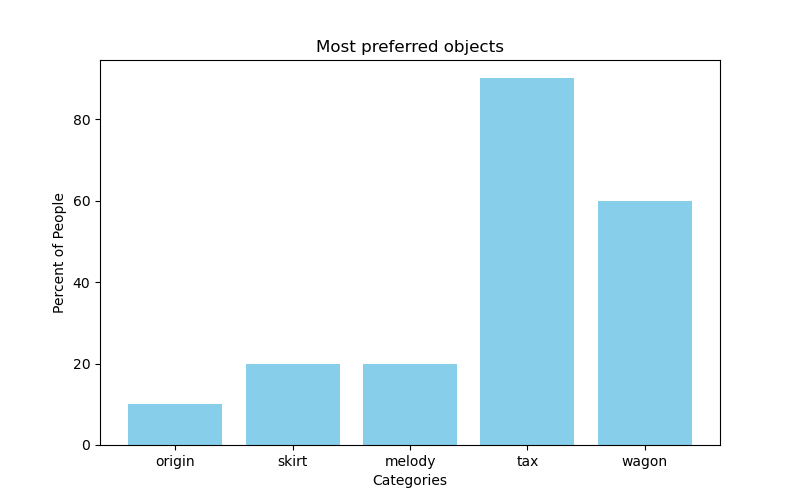 Most preferred objects
Percent of People
80
60
40
20
0
origin skirt melody tax wagon
Categories